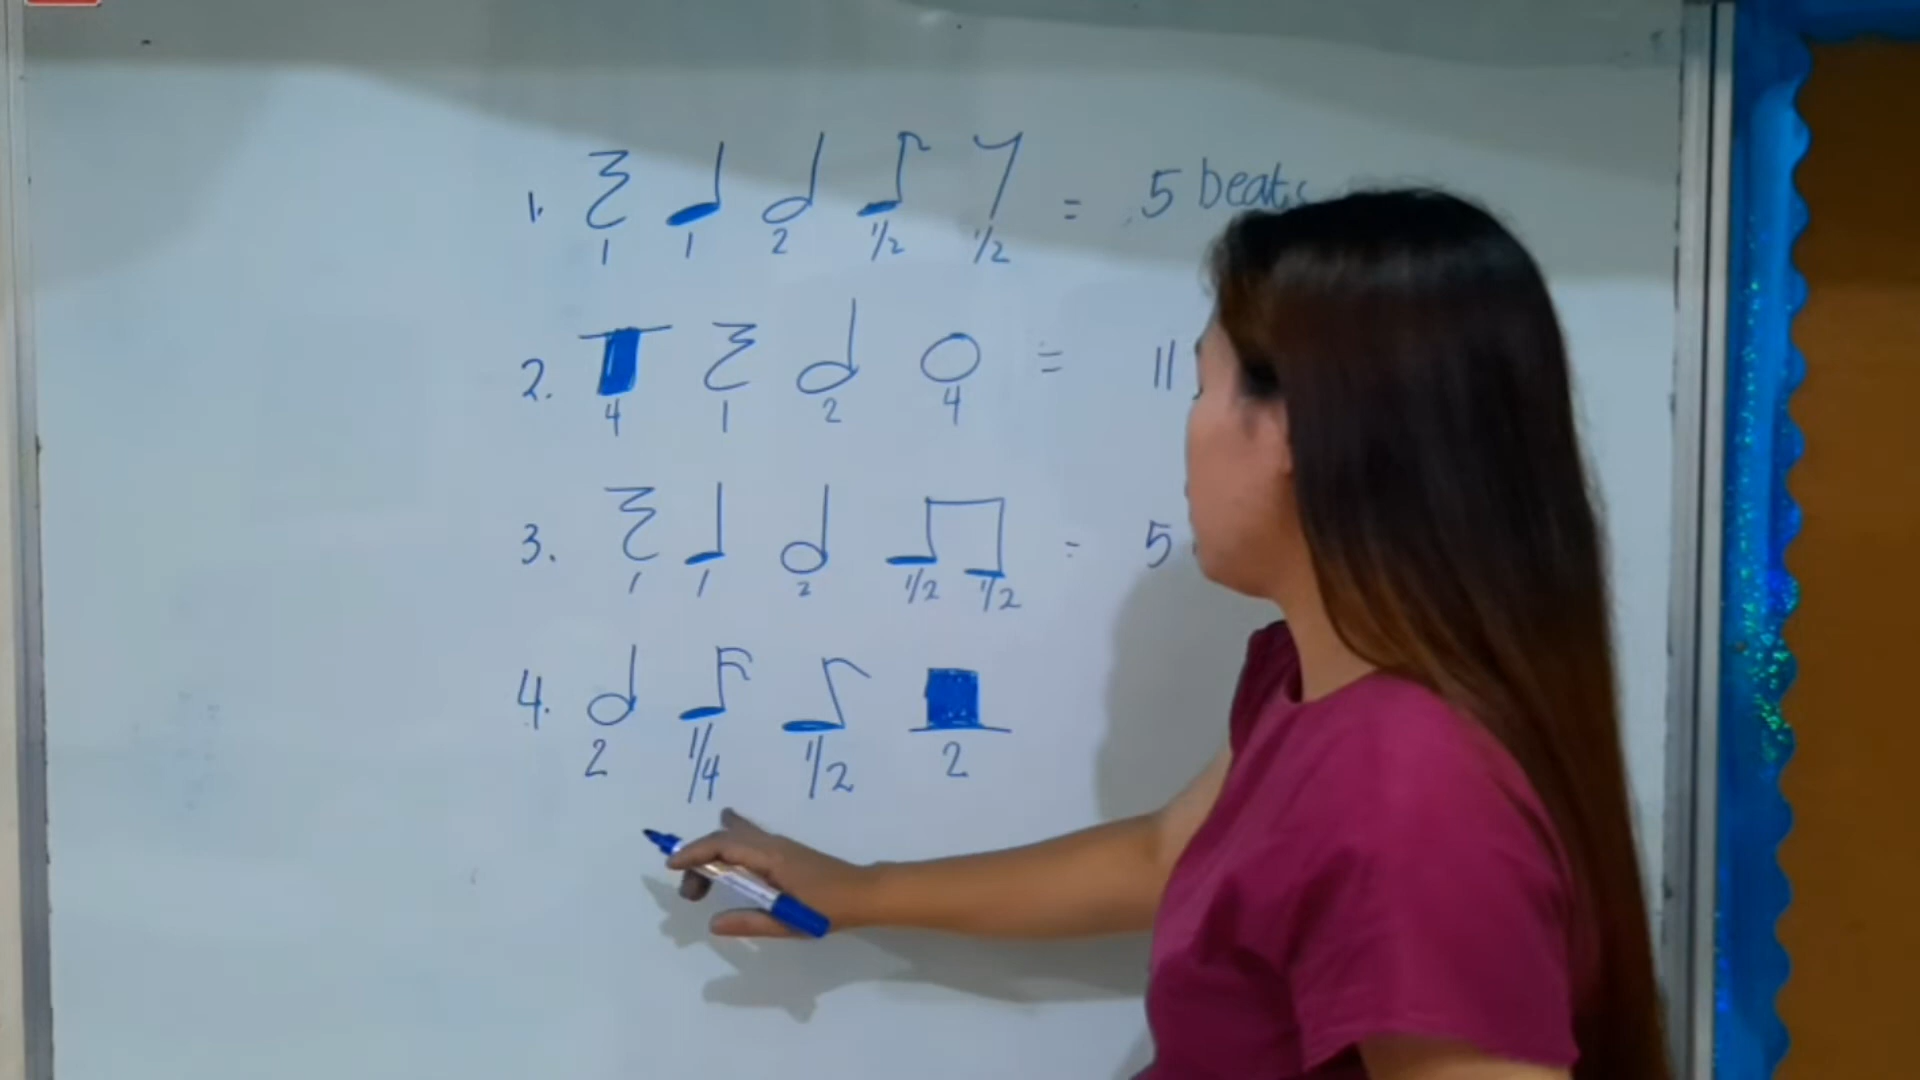 1. 𝄽 ♩ 𝅗𝅥 ♪ 𝄾 = 5 beats
1 1 2 1/2 1/2
2. 𝄻 𝄽 𝅗𝅥 𝅝 = 11
4 1 2 4
3. 𝄽 ♩ 𝅗𝅥 ♫ = 5
1 1 2 1/2 1/2
4. 𝅗𝅥 𝅘𝅥𝅯 ♪ 𝄼
2 1/4 1/2 2